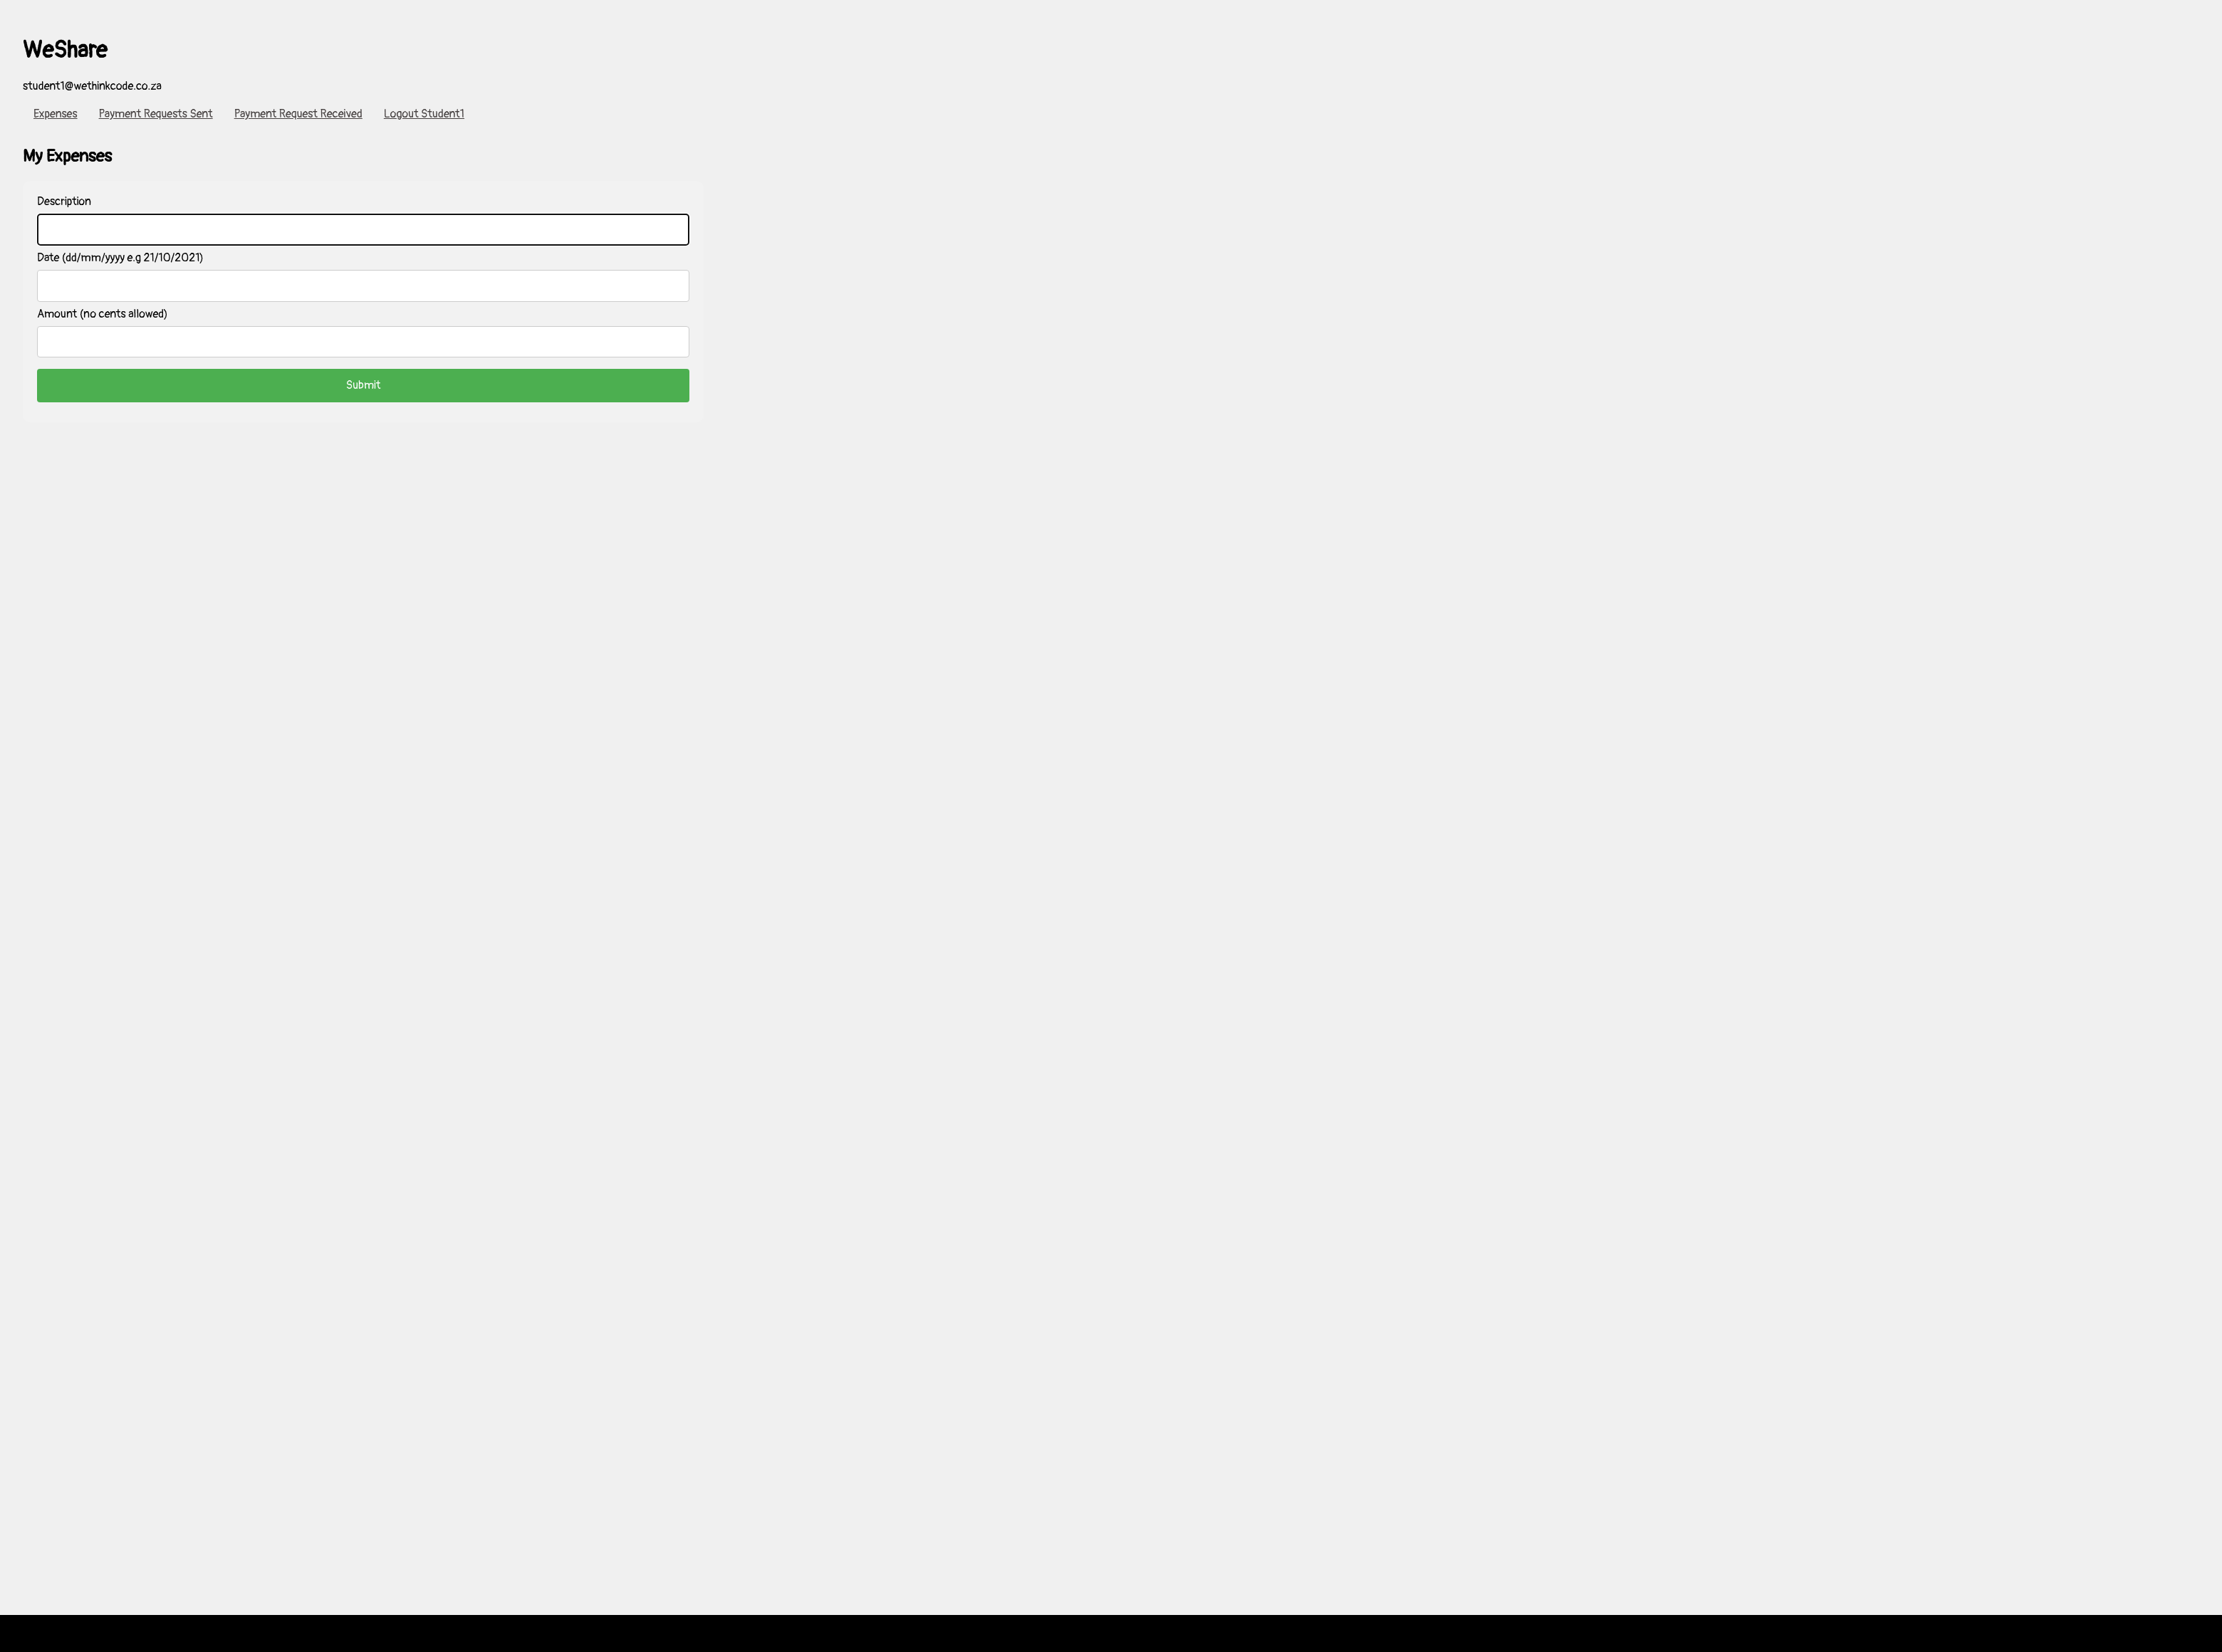 WeShare
student1@wethinkcode.co.za
Expenses Payment Requests Sent Payment Request Received Logout Student1
My Expenses
Description
Date (dd/mm/yyyy e.g 21/10/2021)
Amount (no cents allowed)
Submit